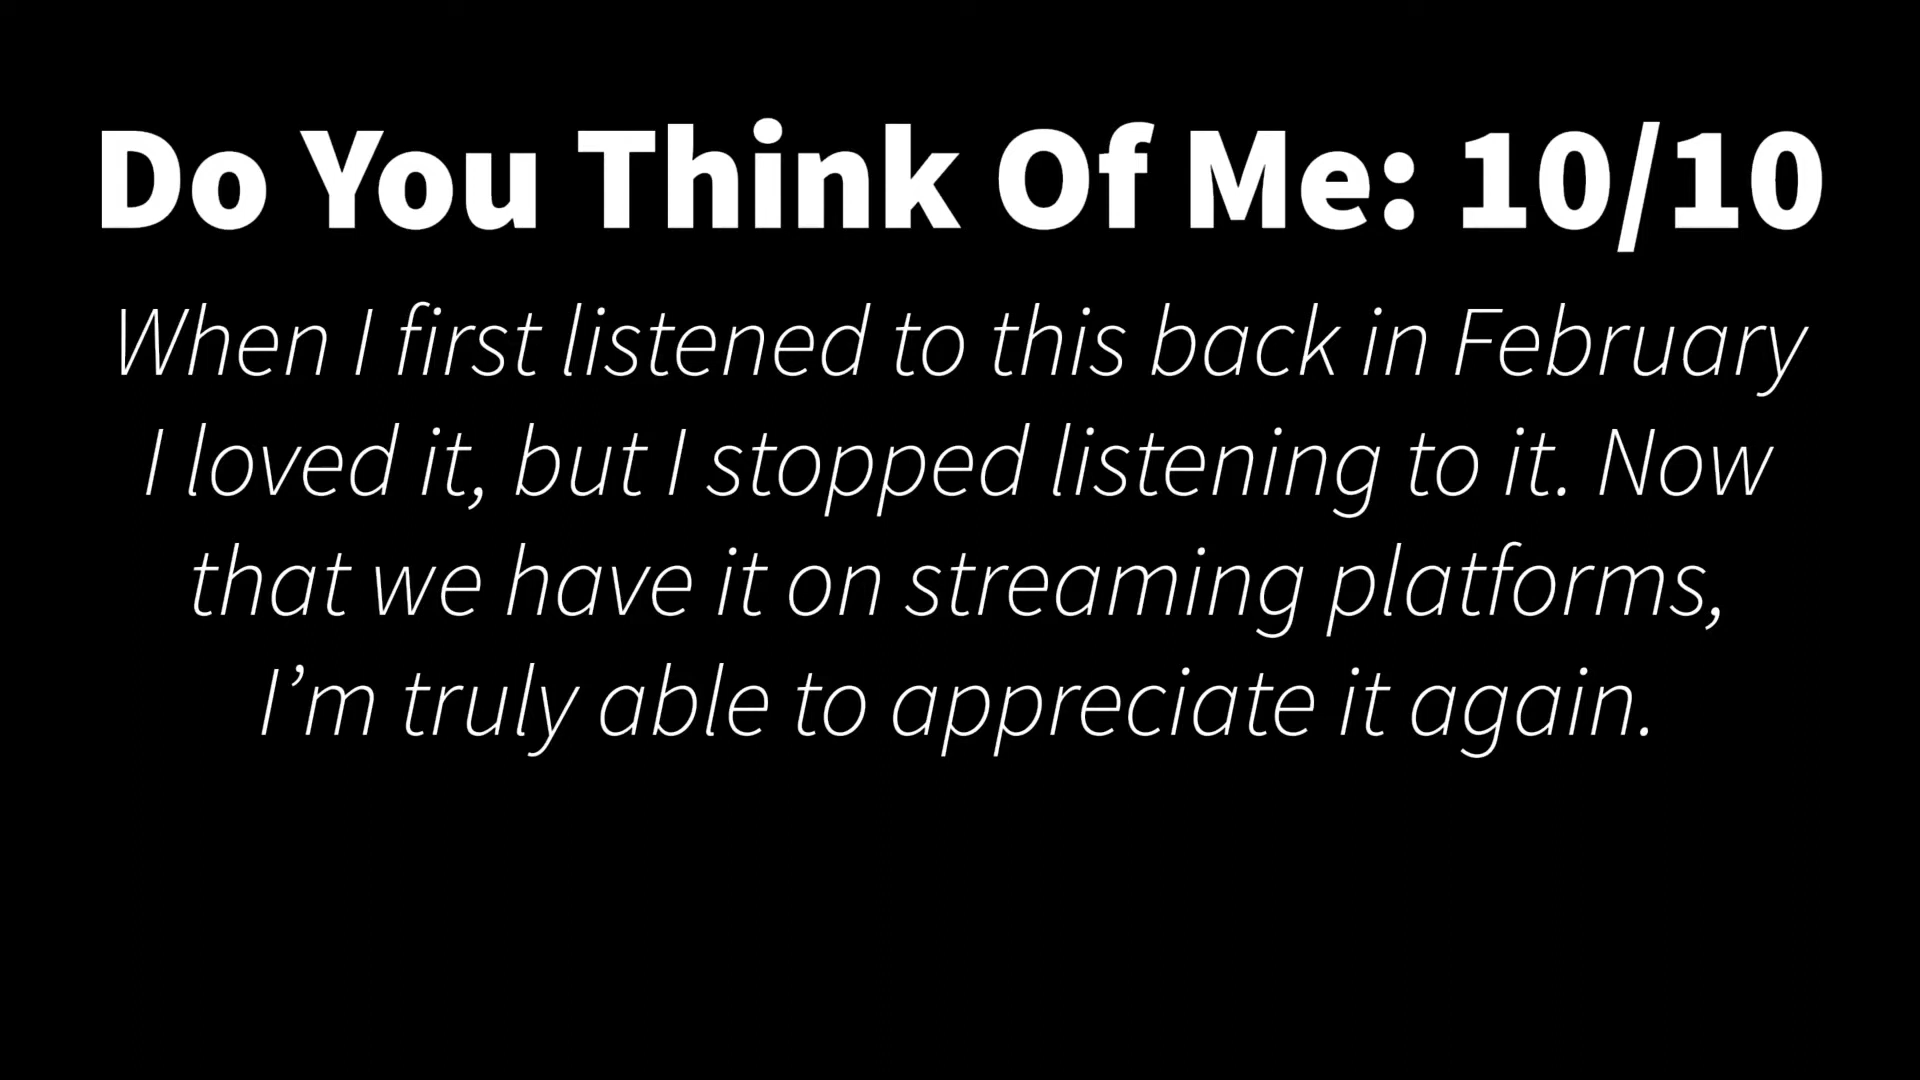 Do You Think Of Me: 10/10
When I first listened to this back in February
I loved it, but I stopped listening to it. Now
that we have it on streaming platforms,
I’m truly able to appreciate it again.